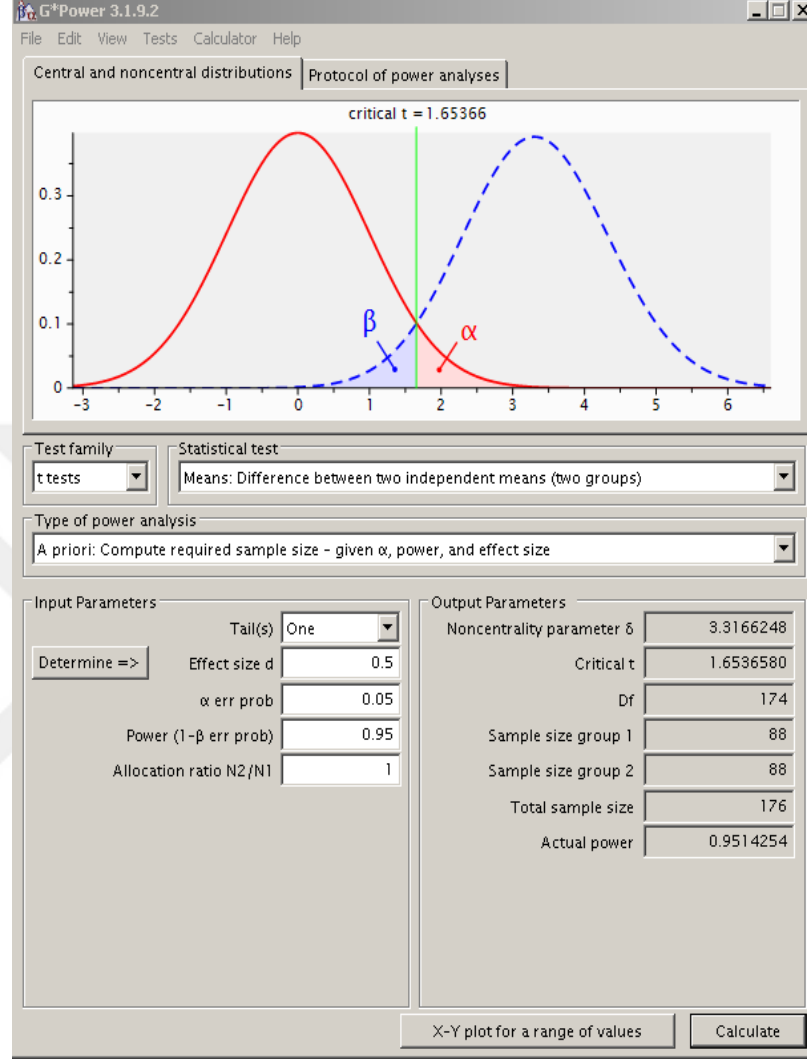 G*Power 3.1.9.2
File Edit View Tests Calculator Help
Central and noncentral distributions Protocol of power analyses
critical t = 1.65366
0.3
0.2
0.1
0
β α
-3 -2 -1 0 1 2 3 4 5 6
Test family Statistical test
t tests Means: Difference between two independent means (two groups)
Type of power analysis
A priori: Compute required sample size - given α, power, and effect size
Input Parameters
Tail(s) One
Determine => Effect size d 0.5
α err prob 0.05
Power (1-β err prob) 0.95
Allocation ratio N2/N1 1
Output Parameters
Noncentrality parameter δ 3.3166248
Critical t 1.6536580
Df 174
Sample size group 1 88
Sample size group 2 88
Total sample size 176
Actual power 0.9514254
X-Y plot for a range of values Calculate